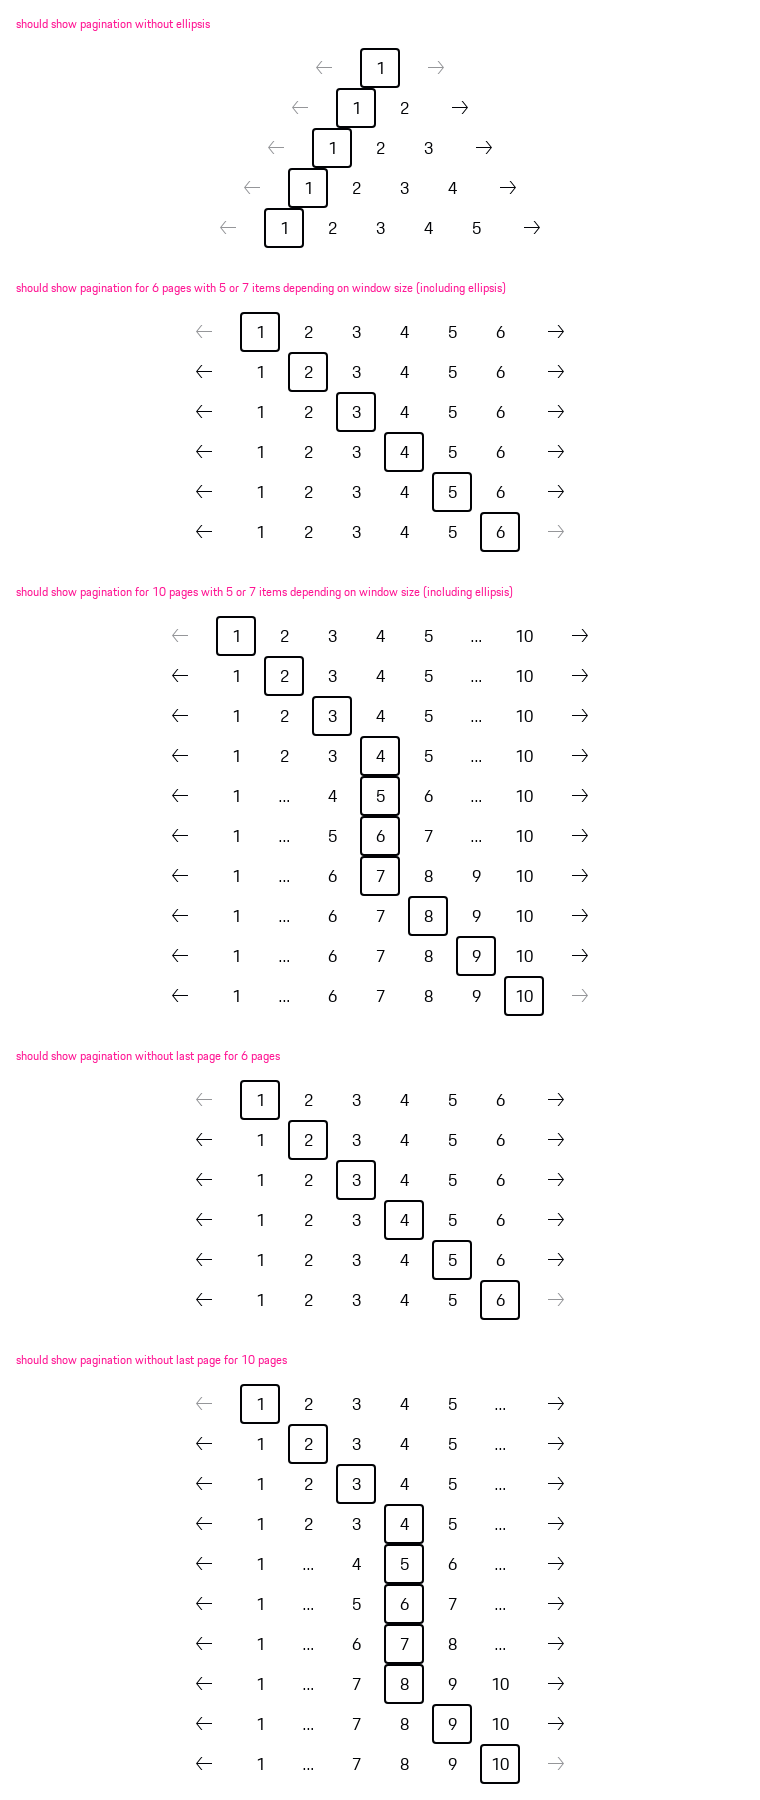 should show pagination without ellipsis
← 1 →
← 1 2 →
← 1 2 3 →
← 1 2 3 4 →
← 1 2 3 4 5 →
should show pagination for 6 pages with 5 or 7 items depending on window size (including ellipsis)
← 1 2 3 4 5 6 →
← 1 2 3 4 5 6 →
← 1 2 3 4 5 6 →
← 1 2 3 4 5 6 →
← 1 2 3 4 5 6 →
← 1 2 3 4 5 6 →
should show pagination for 10 pages with 5 or 7 items depending on window size (including ellipsis)
← 1 2 3 4 5 ... 10 →
← 1 2 3 4 5 ... 10 →
← 1 2 3 4 5 ... 10 →
← 1 2 3 4 5 ... 10 →
← 1 ... 4 5 6 ... 10 →
← 1 ... 5 6 7 ... 10 →
← 1 ... 6 7 8 9 10 →
← 1 ... 6 7 8 9 10 →
← 1 ... 6 7 8 9 10 →
← 1 ... 6 7 8 9 10 →
should show pagination without last page for 6 pages
← 1 2 3 4 5 6 →
← 1 2 3 4 5 6 →
← 1 2 3 4 5 6 →
← 1 2 3 4 5 6 →
← 1 2 3 4 5 6 →
← 1 2 3 4 5 6 →
should show pagination without last page for 10 pages
← 1 2 3 4 5 ... →
← 1 2 3 4 5 ... →
← 1 2 3 4 5 ... →
← 1 2 3 4 5 ... →
← 1 ... 4 5 6 ... →
← 1 ... 5 6 7 ... →
← 1 ... 6 7 8 ... →
← 1 ... 7 8 9 10 →
← 1 ... 7 8 9 10 →
← 1 ... 7 8 9 10 →